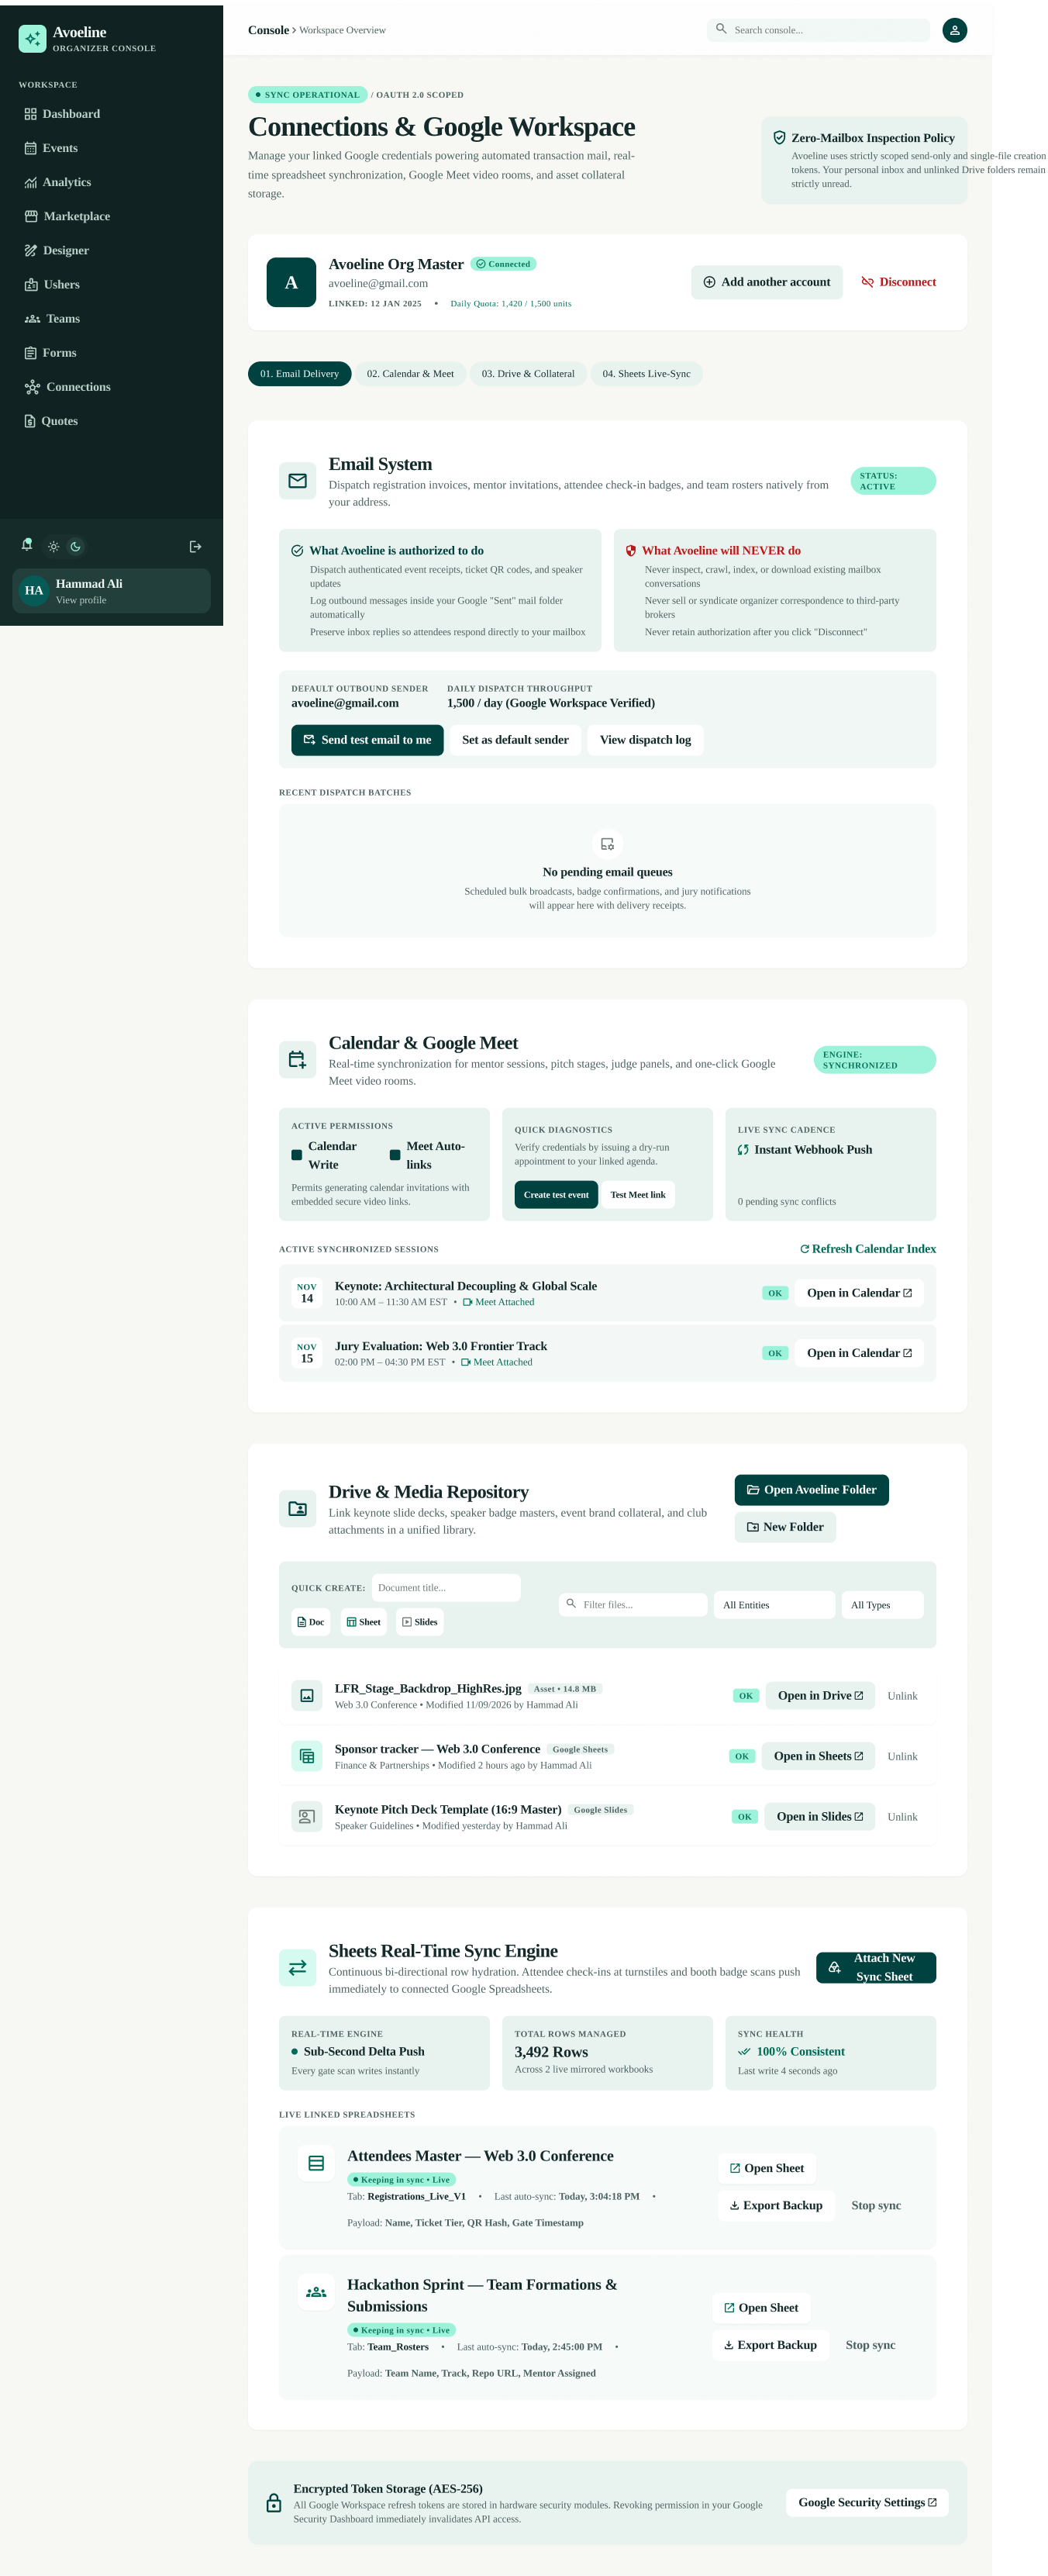 Avoeline
ORGANIZER CONSOLE
WORKSPACE
Dashboard
Events
Analytics
Marketplace
Designer
Ushers
Teams
Forms
Connections
Quotes
HA
Hammad Ali
View profile
Console > Workspace Overview
Search console...
SYNC OPERATIONAL / OAUTH 2.0 SCOPED
Connections & Google Workspace
Manage your linked Google credentials powering automated transaction mail, real-
time spreadsheet synchronization, Google Meet video rooms, and asset collateral
storage.
Zero-Mailbox Inspection Policy
Avoeline uses strictly scoped send-only and single-file creation
tokens. Your personal inbox and unlinked Drive folders remain
strictly unread.
A
Avoeline Org Master Connected
avoeline@gmail.com
LINKED: 12 JAN 2025 • Daily Quota: 1,420 / 1,500 units
Add another account
Disconnect
01. Email Delivery
02. Calendar & Meet
03. Drive & Collateral
04. Sheets Live-Sync
Email System
Dispatch registration invoices, mentor invitations, attendee check-in badges, and team rosters natively from
your address.
STATUS:
ACTIVE
What Avoeline is authorized to do
Dispatch authenticated event receipts, ticket QR codes, and speaker
updates
Log outbound messages inside your Google "Sent" mail folder
automatically
Preserve inbox replies so attendees respond directly to your mailbox
What Avoeline will NEVER do
Never inspect, crawl, index, or download existing mailbox
conversations
Never sell or syndicate organizer correspondence to third-party
brokers
Never retain authorization after you click "Disconnect"
DEFAULT OUTBOUND SENDER
avoeline@gmail.com
DAILY DISPATCH THROUGHPUT
1,500 / day (Google Workspace Verified)
Send test email to me
Set as default sender
View dispatch log
RECENT DISPATCH BATCHES
No pending email queues
Scheduled bulk broadcasts, badge confirmations, and jury notifications
will appear here with delivery receipts.
Calendar & Google Meet
Real-time synchronization for mentor sessions, pitch stages, judge panels, and one-click Google
Meet video rooms.
ENGINE:
SYNCHRONIZED
ACTIVE PERMISSIONS
Calendar
Write
Meet Auto-
links
Permits generating calendar invitations with
embedded secure video links.
QUICK DIAGNOSTICS
Verify credentials by issuing a dry-run
appointment to your linked agenda.
Create test event
Test Meet link
LIVE SYNC CADENCE
Instant Webhook Push
0 pending sync conflicts
ACTIVE SYNCHRONIZED SESSIONS
Refresh Calendar Index
NOV
14
Keynote: Architectural Decoupling & Global Scale
10:00 AM – 11:30 AM EST • Meet Attached
OK
Open in Calendar
NOV
15
Jury Evaluation: Web 3.0 Frontier Track
02:00 PM – 04:30 PM EST • Meet Attached
OK
Open in Calendar
Drive & Media Repository
Link keynote slide decks, speaker badge masters, event brand collateral, and club
attachments in a unified library.
Open Avoeline Folder
New Folder
QUICK CREATE:
Document title...
Doc
Sheet
Slides
Filter files...
All Entities
All Types
LFR_Stage_Backdrop_HighRes.jpg Asset • 14.8 MB
Web 3.0 Conference • Modified 11/09/2026 by Hammad Ali
OK
Open in Drive
Unlink
Sponsor tracker — Web 3.0 Conference Google Sheets
Finance & Partnerships • Modified 2 hours ago by Hammad Ali
OK
Open in Sheets
Unlink
Keynote Pitch Deck Template (16:9 Master) Google Slides
Speaker Guidelines • Modified yesterday by Hammad Ali
OK
Open in Slides
Unlink
Sheets Real-Time Sync Engine
Continuous bi-directional row hydration. Attendee check-ins at turnstiles and booth badge scans push
immediately to connected Google Spreadsheets.
Attach New
Sync Sheet
REAL-TIME ENGINE
Sub-Second Delta Push
Every gate scan writes instantly
TOTAL ROWS MANAGED
3,492 Rows
Across 2 live mirrored workbooks
SYNC HEALTH
100% Consistent
Last write 4 seconds ago
LIVE LINKED SPREADSHEETS
Attendees Master — Web 3.0 Conference
Keeping in sync • Live
Tab: Registrations_Live_V1 • Last auto-sync: Today, 3:04:18 PM •
Payload: Name, Ticket Tier, QR Hash, Gate Timestamp
Open Sheet
Export Backup
Stop sync
Hackathon Sprint — Team Formations &
Submissions
Keeping in sync • Live
Tab: Team_Rosters • Last auto-sync: Today, 2:45:00 PM •
Payload: Team Name, Track, Repo URL, Mentor Assigned
Open Sheet
Export Backup
Stop sync
Encrypted Token Storage (AES-256)
All Google Workspace refresh tokens are stored in hardware security modules. Revoking permission in your Google
Security Dashboard immediately invalidates API access.
Google Security Settings